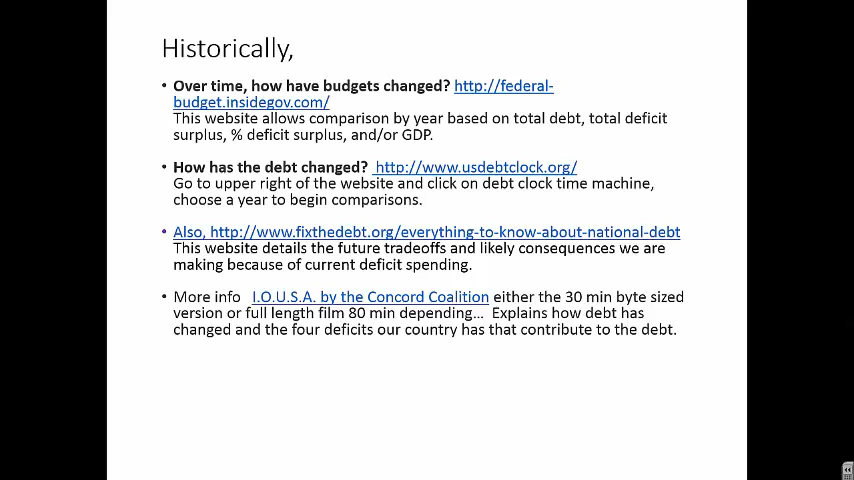 Historically,
• Over time, how have budgets changed? http://federal-
budget.insidegov.com/
This website allows comparison by year based on total debt, total deficit
surplus, % deficit surplus, and/or GDP.
• How has the debt changed?  http://www.usdebtclock.org/
Go to upper right of the website and click on debt clock time machine,
choose a year to begin comparisons.
• Also, http://www.fixthedebt.org/everything-to-know-about-national-debt
This website details the future tradeoffs and likely consequences we are
making because of current deficit spending.
• More info   I.O.U.S.A. by the Concord Coalition either the 30 min byte sized
version or full length film 80 min depending...  Explains how debt has
changed and the four deficits our country has that contribute to the debt.